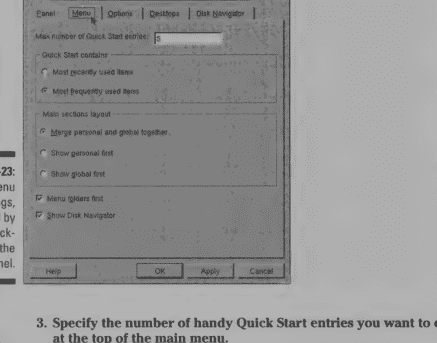 Panel Menu Options Desktops Disk Navigator
Max number of Quick Start entries: 5
Quick Start contains
Most recently used items
Most frequently used items
Main sections layout
Merge personal and global together.
Show personal first
Show global first
-23:
enu
Menu folders first
gs,
by
Show Disk Navigator
ck-
the
nel.
Help OK Apply Cancel
3. Specify the number of handy Quick Start entries you want to
at the top of the main menu.